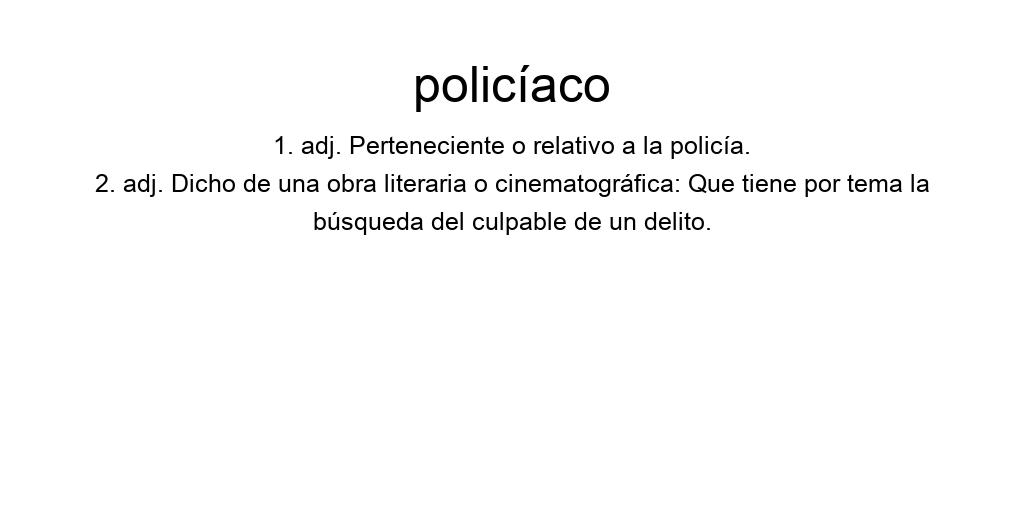 policíaco
1. adj. Perteneciente o relativo a la policía.
2. adj. Dicho de una obra literaria o cinematográfica: Que tiene por tema la
búsqueda del culpable de un delito.